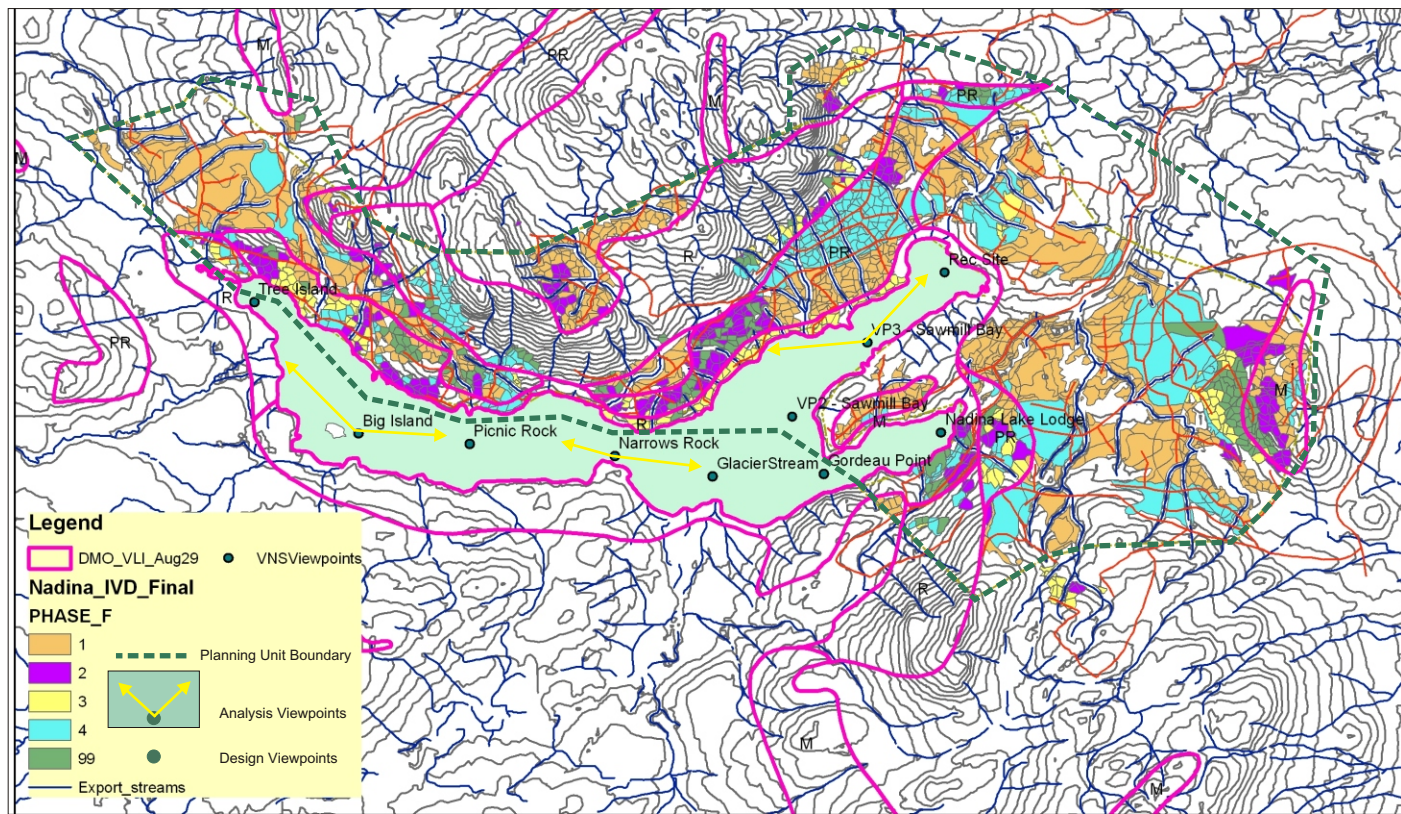 M
PR
M
PR
M
PR
R
Rec Site
R
Tree Island
VP3 - Sawmill Bay
PR
M
VP2 - Sawmill Bay
M
Nadina Lake Lodge
Big Island
Picnic Rock
R
Narrows Rock
PR
GlacierStream
Gordeau Point
R
M
M
Legend
DMO_VLI_Aug29
VNSViewpoints
Nadina_IVD_Final
PHASE_F
1
Planning Unit Boundary
2
3
Analysis Viewpoints
4
99
Design Viewpoints
Export_streams